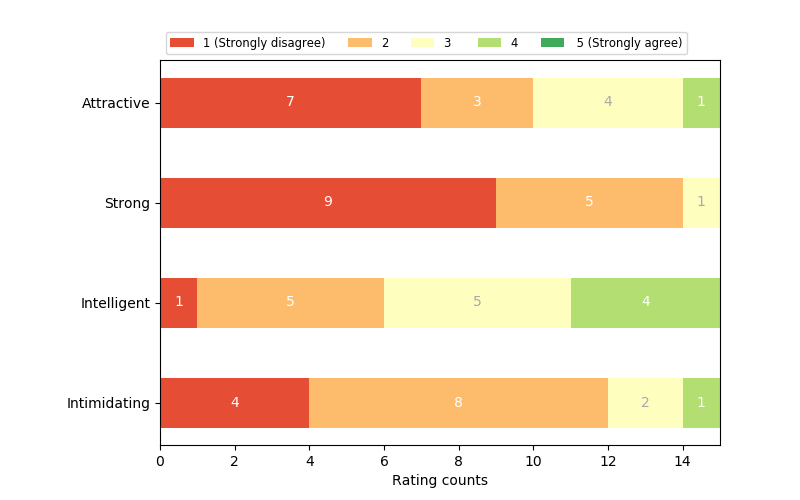 1 (Strongly disagree) 2 3 4 5 (Strongly agree)
Attractive 7 3 4 1
Strong 9 5 1
Intelligent 1 5 5 4
Intimidating 4 8 2 1
0 2 4 6 8 10 12 14
Rating counts